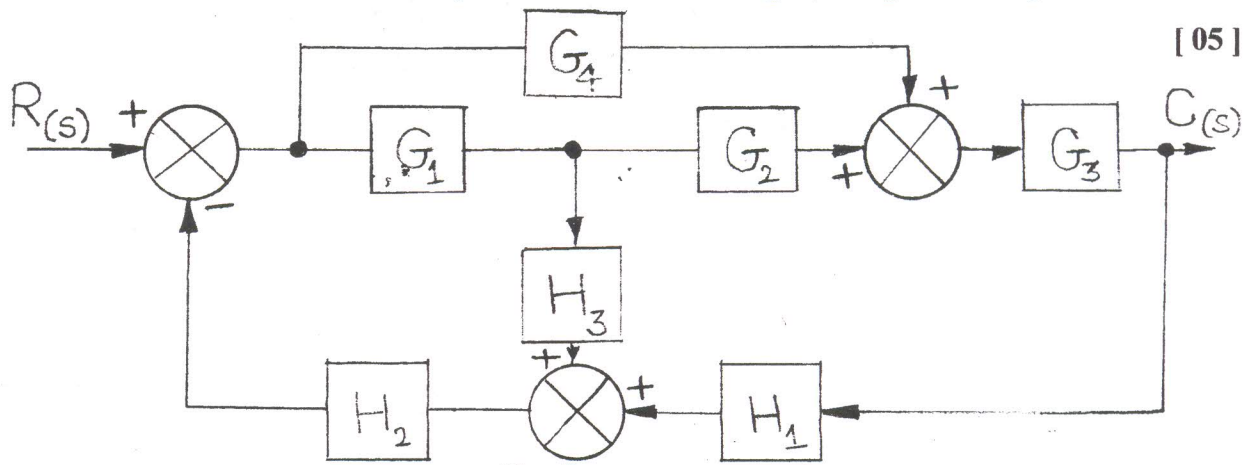 G4
[ 05 ]
R(s) + C(s)
+
G1 G2 + G3
-
H3
+
+
H2 H1